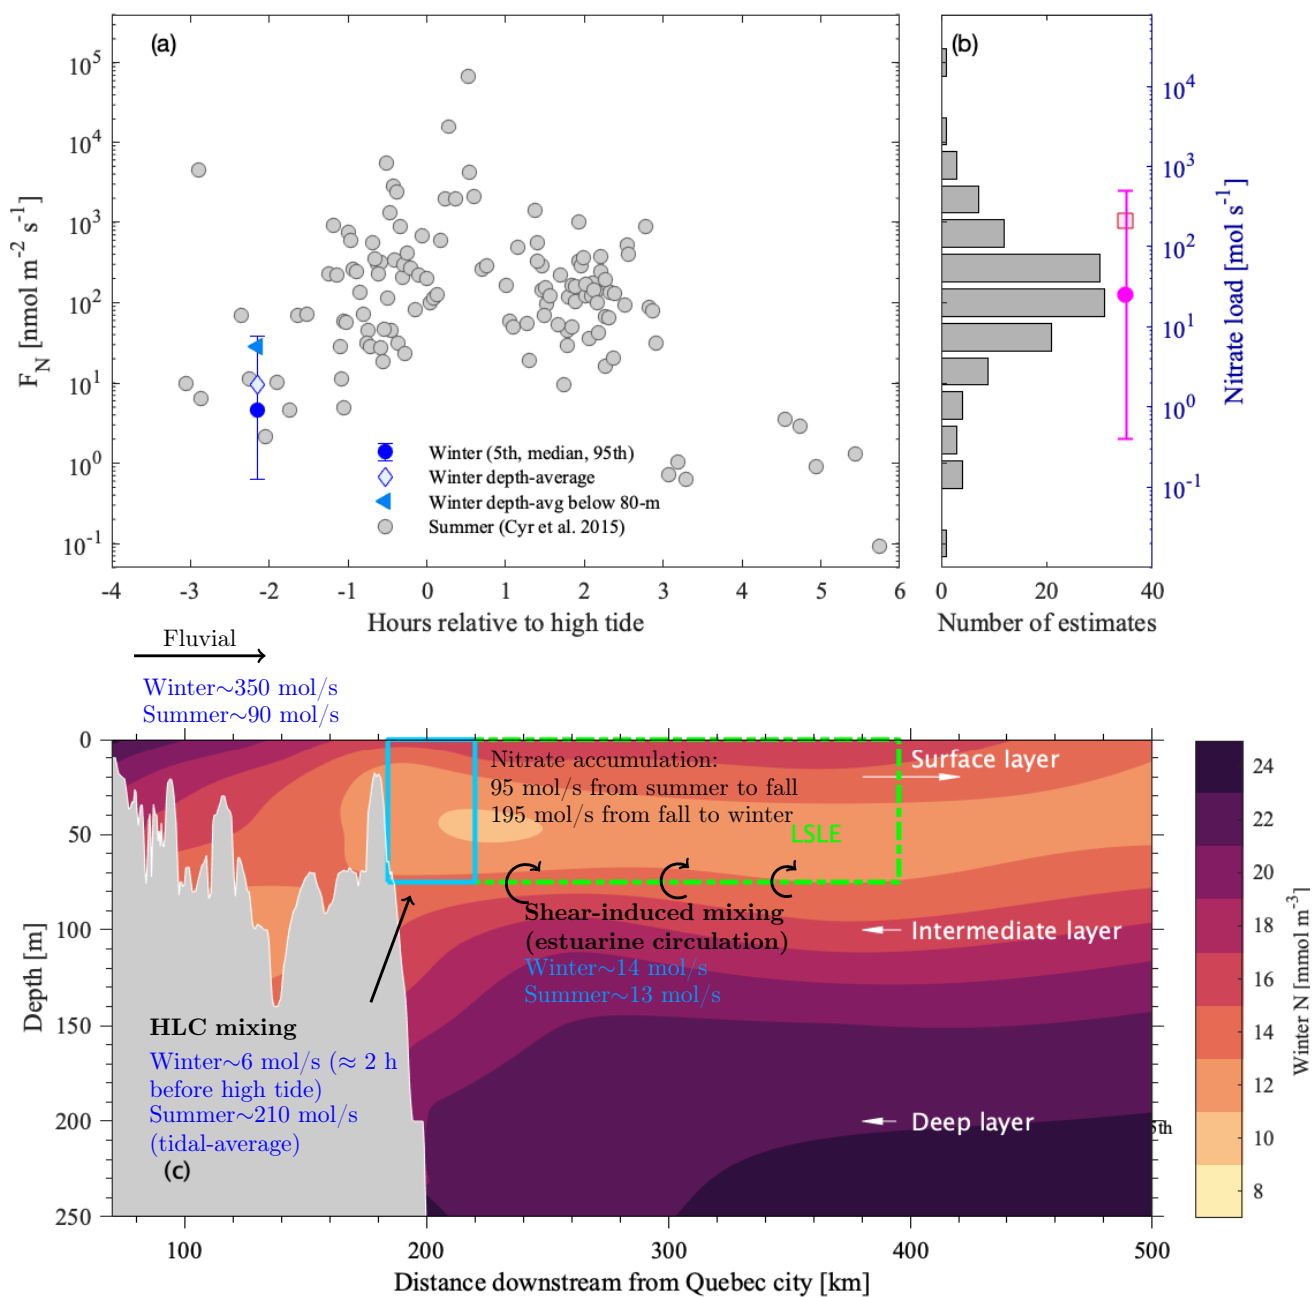 (a)
10^5
10^4
10^3
10^2
10^1
10^0
10^-1
F_N [nmol m^-2 s^-1]
Winter (5th, median, 95th)
Winter depth-average
Winter depth-avg below 80-m
Summer (Cyr et al. 2015)
-4 -3 -2 -1 0 1 2 3 4 5 6
Hours relative to high tide
(b)
10^4
10^3
10^2
10^1
10^0
10^-1
Nitrate load [mol s^-1]
0 20 40
Number of estimates
Fluvial
Winter~350 mol/s
Summer~90 mol/s
0
50
100
150
200
250
Depth [m]
Nitrate accumulation:
95 mol/s from summer to fall
195 mol/s from fall to winter
LSLE
Surface layer
Shear-induced mixing
(estuarine circulation)
Winter~14 mol/s
Summer~13 mol/s
Intermediate layer
HLC mixing
Winter~6 mol/s (≈ 2 h
before high tide)
Summer~210 mol/s
(tidal-average)
(c)
Deep layer
5th
100 200 300 400 500
Distance downstream from Quebec city [km]
24
22
20
18
16
14
12
10
8
Winter N [mmol m^-3]